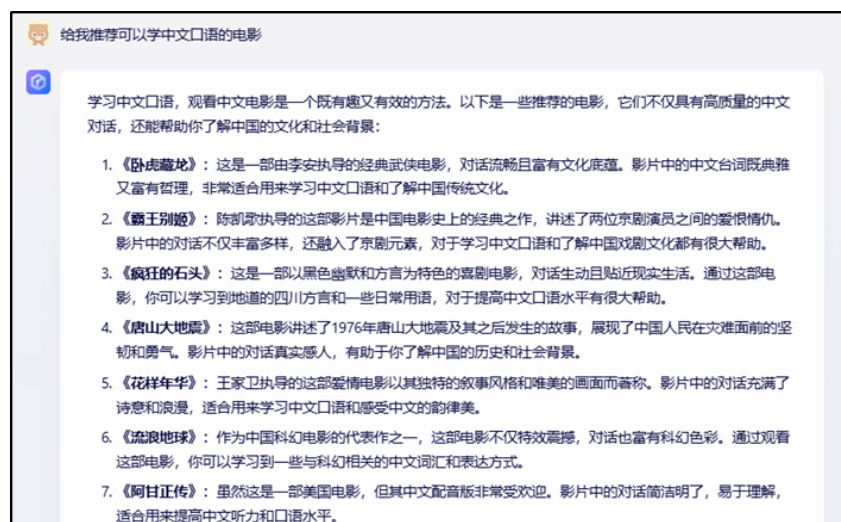 给我推荐可以学中文口语的电影
学习中文口语，观看中文电影是一个既有趣又有效的方法。以下是一些推荐的电影，它们不仅具有高质量的中文
对话，还能帮助你了解中国的文化和社会背景：
1. 《卧虎藏龙》：这是一部由李安执导的经典武侠电影，对话流畅且富有文化底蕴。影片中的中文台词既典雅
又富有哲理，非常适合用来学习中文口语和了解中国传统文化。
2. 《霸王别姬》：陈凯歌执导的这部影片是中国电影史上的经典之作，讲述了两位京剧演员之间的爱恨情仇。
影片中的对话不仅丰富多样，还融入了京剧元素，对于学习中文口语和了解中国戏剧文化都有很大帮助。
3. 《疯狂的石头》：这是一部以黑色幽默和方言为特色的喜剧电影，对话生动且贴近现实生活。通过这部电
影，你可以学习到地道的四川方言和一些日常用语，对于提高中文口语水平有很大帮助。
4. 《唐山大地震》：这部电影讲述了1976年唐山大地震及其之后发生的故事，展现了中国人民在灾难面前的坚
韧和勇气。影片中的对话真实感人，有助于你了解中国的历史和社会背景。
5. 《花样年华》：王家卫执导的这部爱情电影以其独特的叙事风格和唯美的画面而著称。影片中的对话充满了
诗意和浪漫，适合用来学习中文口语和感受中文的韵律美。
6. 《流浪地球》：作为中国科幻电影的代表作之一，这部电影不仅特效震撼，对话也富有科幻色彩。通过观看
这部电影，你可以学习到一些与科幻相关的中文词汇和表达方式。
7. 《阿甘正传》：虽然这是一部美国电影，但其中文配音版非常受欢迎。影片中的对话简洁明了，易于理解，
适合用来提高中文听力和口语水平。